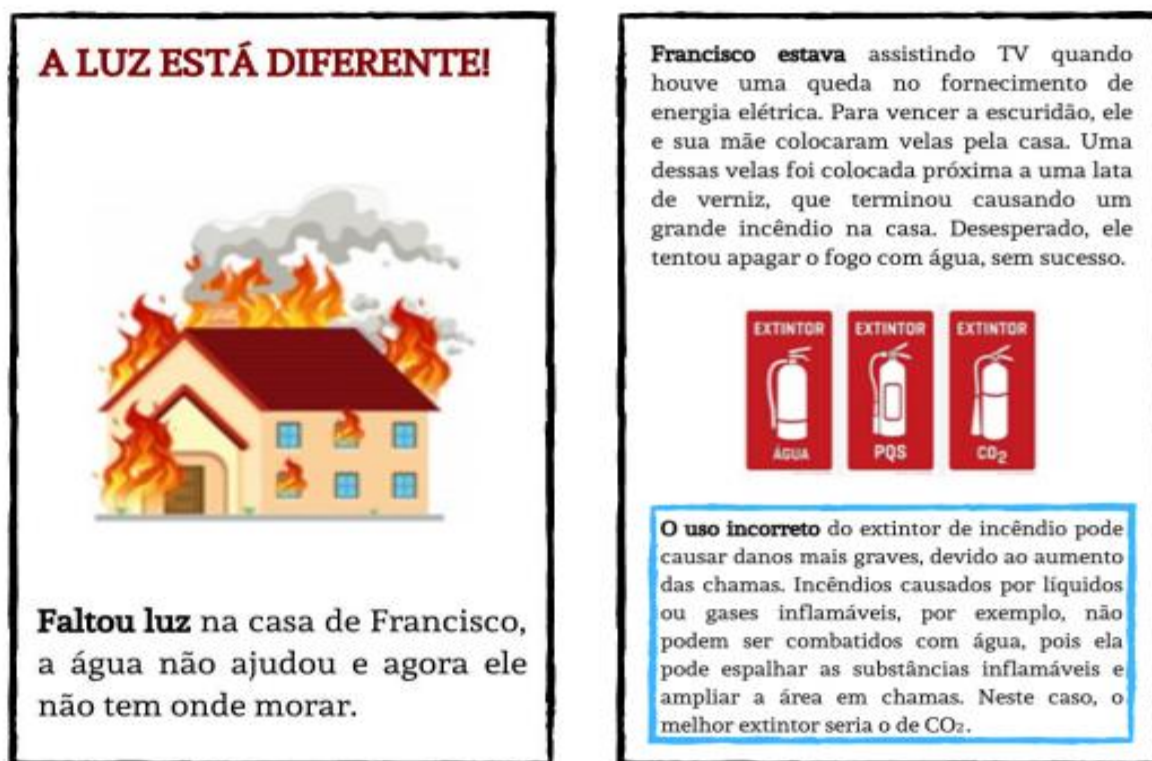 A LUZ ESTÁ DIFERENTE!
Faltou luz na casa de Francisco,
a água não ajudou e agora ele
não tem onde morar.
Francisco estava assistindo TV quando
houve uma queda no fornecimento de
energia elétrica. Para vencer a escuridão, ele
e sua mãe colocaram velas pela casa. Uma
dessas velas foi colocada próxima a uma lata
de verniz, que terminou causando um
grande incêndio na casa. Desesperado, ele
tentou apagar o fogo com água, sem sucesso.
EXTINTOR EXTINTOR EXTINTOR
ÁGUA PQS CO₂
O uso incorreto do extintor de incêndio pode
causar danos mais graves, devido ao aumento
das chamas. Incêndios causados por líquidos
ou gases inflamáveis, por exemplo, não
podem ser combatidos com água, pois ela
pode espalhar as substâncias inflamáveis e
ampliar a área em chamas. Neste caso, o
melhor extintor seria o de CO₂.